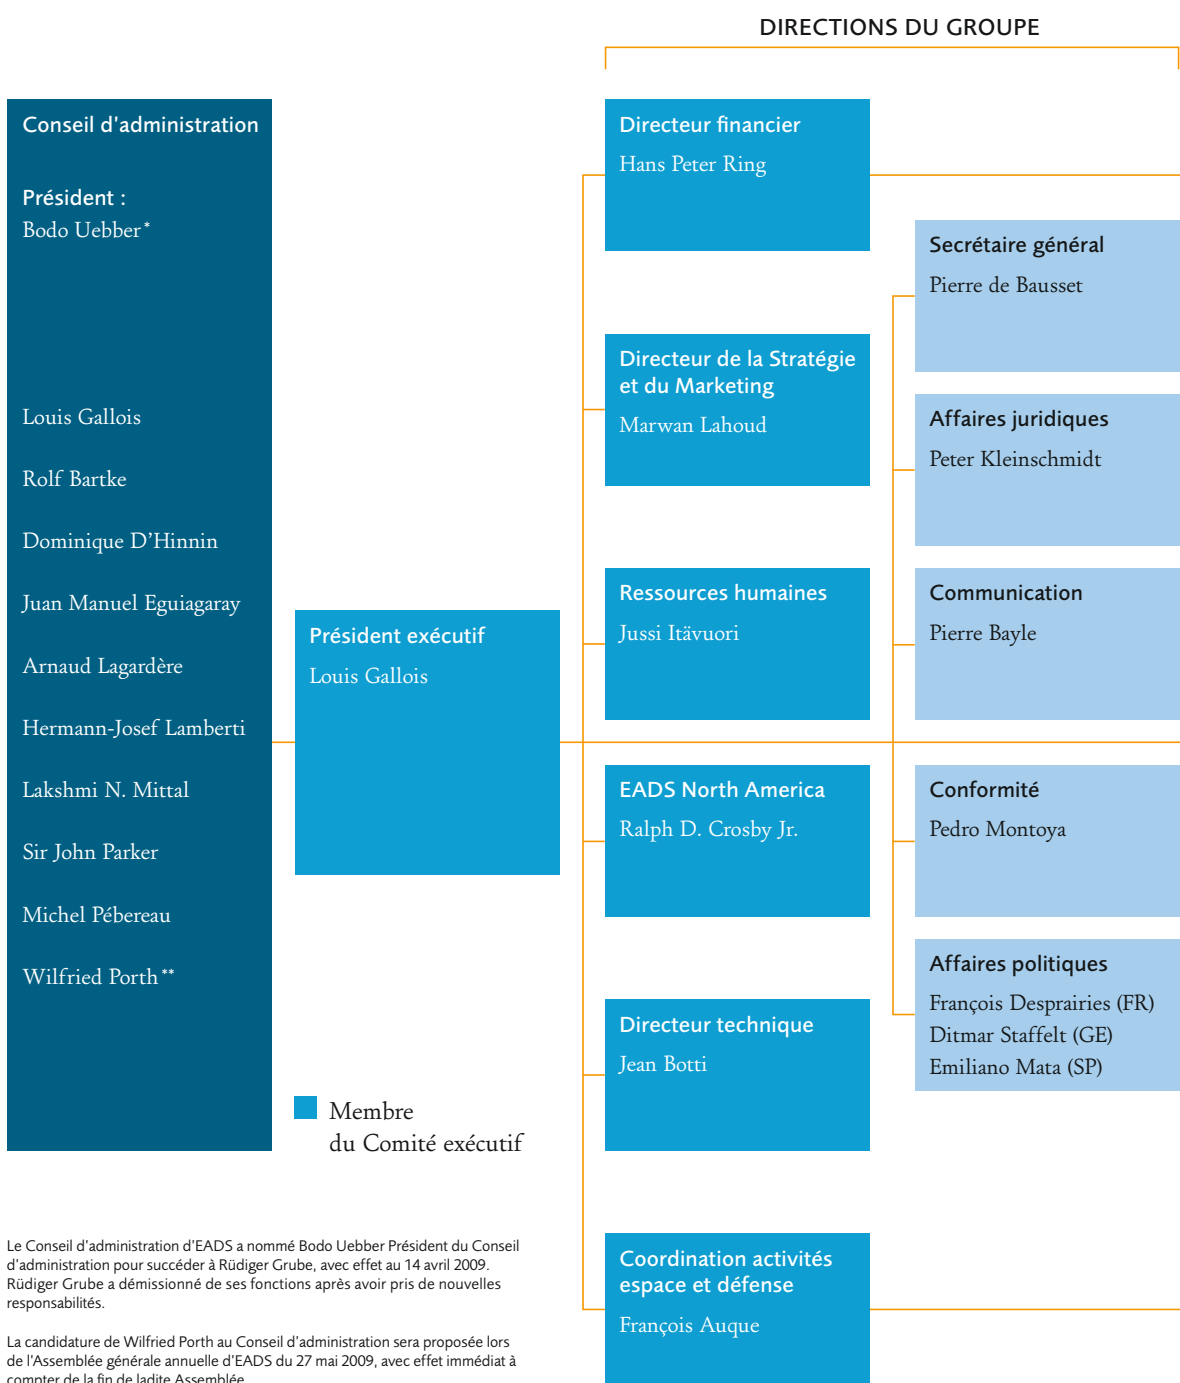 DIRECTIONS DU GROUPE
Conseil d'administration
Président :
Bodo Uebber*
Louis Gallois
Rolf Bartke
Dominique D’Hinnin
Juan Manuel Eguiagaray
Arnaud Lagardère
Hermann-Josef Lamberti
Lakshmi N. Mittal
Sir John Parker
Michel Pébereau
Wilfried Porth**
Président exécutif
Louis Gallois
Membre
du Comité exécutif
Directeur financier
Hans Peter Ring
Directeur de la Stratégie
et du Marketing
Marwan Lahoud
Ressources humaines
Jussi Itävuori
EADS North America
Ralph D. Crosby Jr.
Directeur technique
Jean Botti
Coordination activités
espace et défense
François Auque
Secrétaire général
Pierre de Bausset
Affaires juridiques
Peter Kleinschmidt
Communication
Pierre Bayle
Conformité
Pedro Montoya
Affaires politiques
François Desprairies (FR)
Ditmar Staffelt (GE)
Emiliano Mata (SP)
Le Conseil d'administration d'EADS a nommé Bodo Uebber Président du Conseil
d'administration pour succéder à Rüdiger Grube, avec effet au 14 avril 2009.
Rüdiger Grube a démissionné de ses fonctions après avoir pris de nouvelles
responsabilités.
La candidature de Wilfried Porth au Conseil d'administration sera proposée lors
de l'Assemblée générale annuelle d'EADS du 27 mai 2009, avec effet immédiat à
compter de la fin de ladite Assemblée.